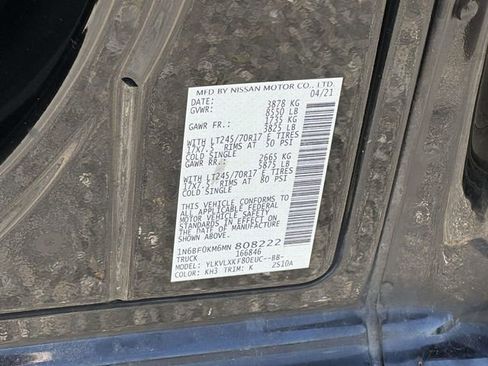 MFD BY NISSAN MOTOR CO., LTD.
DATE: 04/21
GVWR: 3878 KG
8550 LB
GAWR FR.: 1735 KG
3825 LB
WITH LT245/70R17 E TIRES
17X7.5 RIMS AT 50 PSI
COLD SINGLE
GAWR RR.: 2665 KG
5875 LB
WITH LT245/70R17 E TIRES
17X7.5 RIMS AT 80 PSI
COLD SINGLE
THIS VEHICLE CONFORMS TO
ALL APPLICABLE FEDERAL
MOTOR VEHICLE SAFETY
STANDARDS IN EFFECT ON
THE DATE OF MANUFACTURE
SHOWN ABOVE
1N6BF0KM6MN 808222
TRUCK 166846
MODEL: YLKVLXKF80EUC--BB-
COLOR: KH3 TRIM: K 2S10A